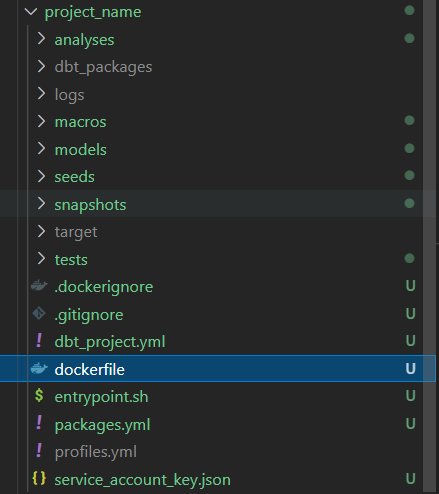 project_name
analyses
dbt_packages
logs
macros
models
seeds
snapshots
target
tests
.dockerignore U
.gitignore U
! dbt_project.yml U
dockerfile U
$ entrypoint.sh U
! packages.yml U
! profiles.yml
{} service_account_key.json U